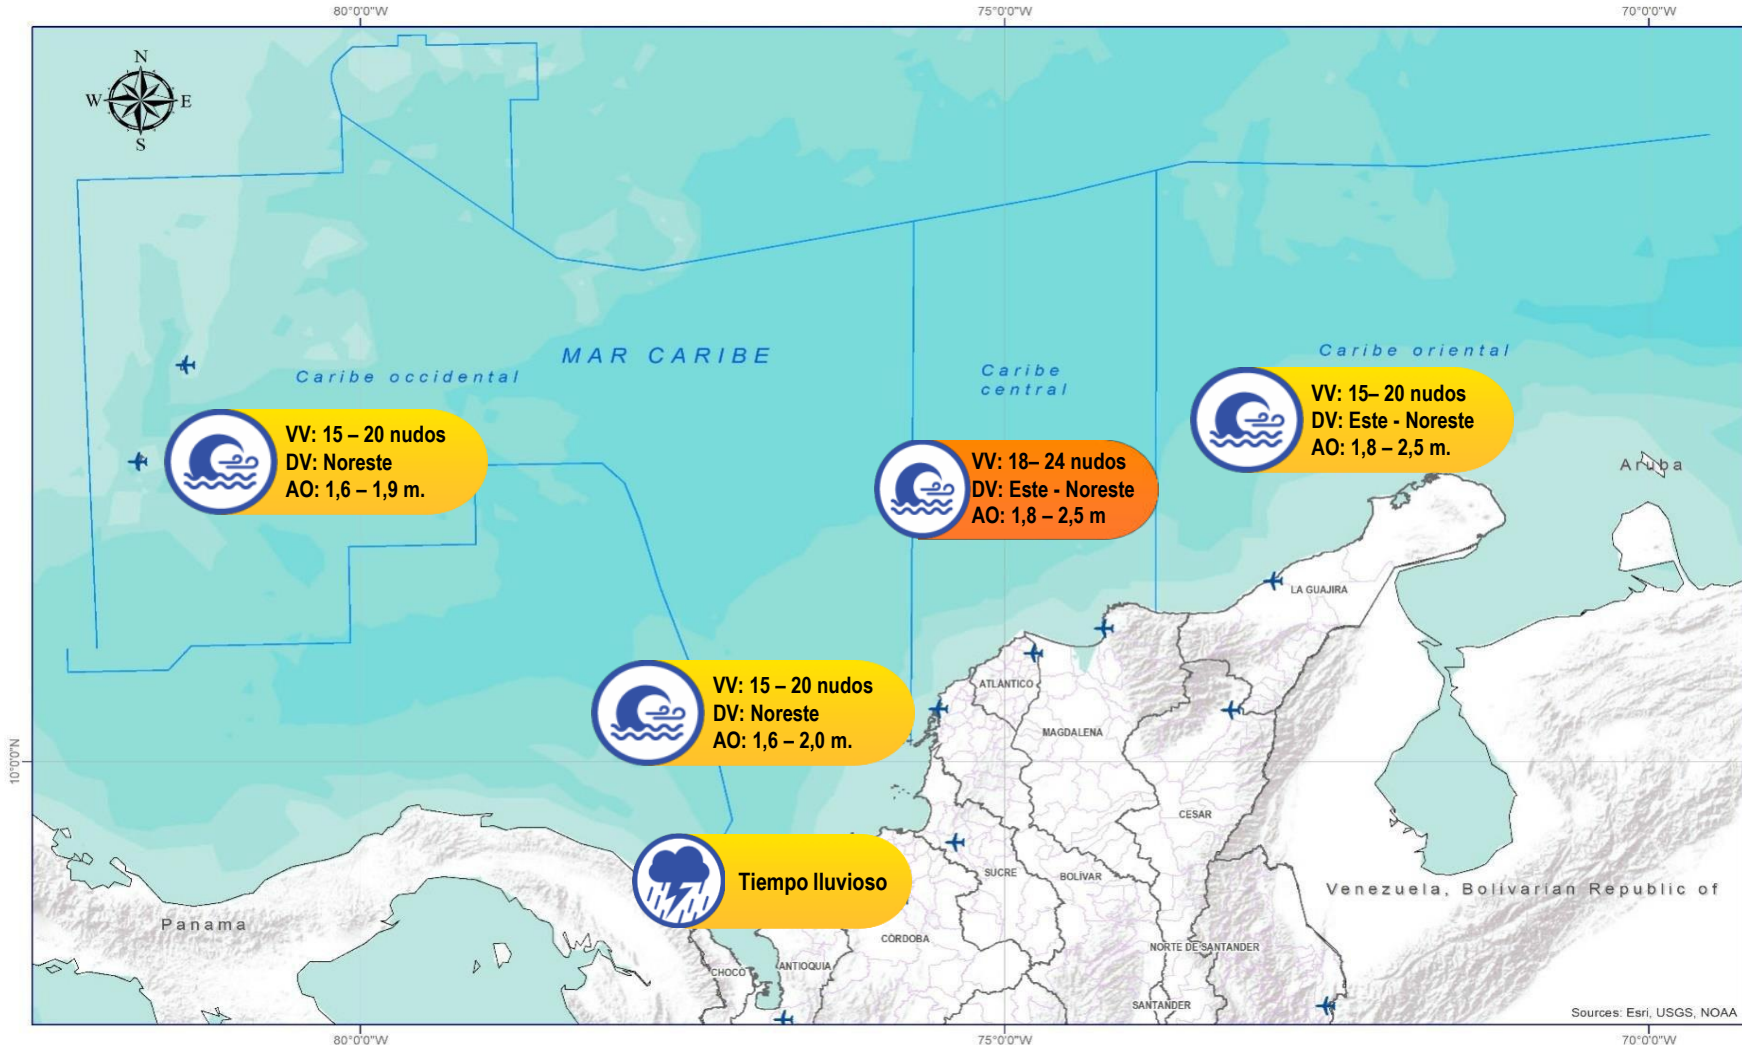 80°0'0"W
75°0'0"W
70°0'0"W
N
W
E
S
MAR CARIBE
Caribe occidental
Caribe
central
Caribe oriental
VV: 15– 20 nudos
DV: Este - Noreste
AO: 1,8 – 2,5 m.
VV: 15 – 20 nudos
DV: Noreste
AO: 1,6 – 1,9 m.
VV: 18– 24 nudos
DV: Este - Noreste
AO: 1,8 – 2,5 m
Aruba
LA GUAJIRA
VV: 15 – 20 nudos
DV: Noreste
AO: 1,6 – 2,0 m.
ATLÁNTICO
MAGDALENA
10°0'0"N
CESAR
Tiempo lluvioso
SUCRE
BOLÍVAR
Venezuela, Bolivarian Republic of
Panama
CÓRDOBA
NORTE DE SANTANDER
CHOCÓ
ANTIOQUIA
SANTANDER
Sources: Esri, USGS, NOAA
80°0'0"W
75°0'0"W
70°0'0"W